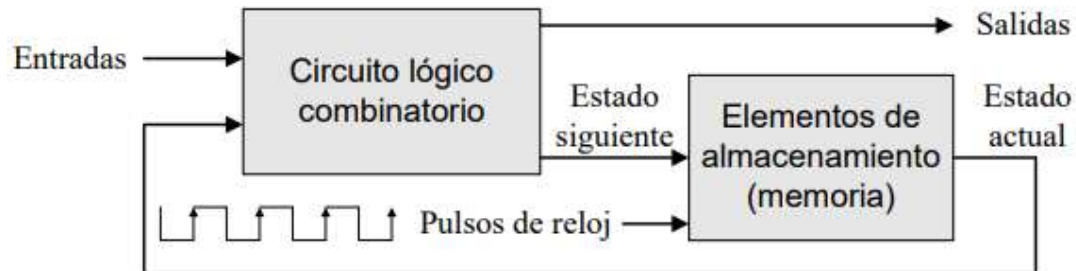 Entradas
Circuito lógico
combinatorio
Salidas
Estado
siguiente
Elementos de
almacenamiento
(memoria)
Estado
actual
Pulsos de reloj